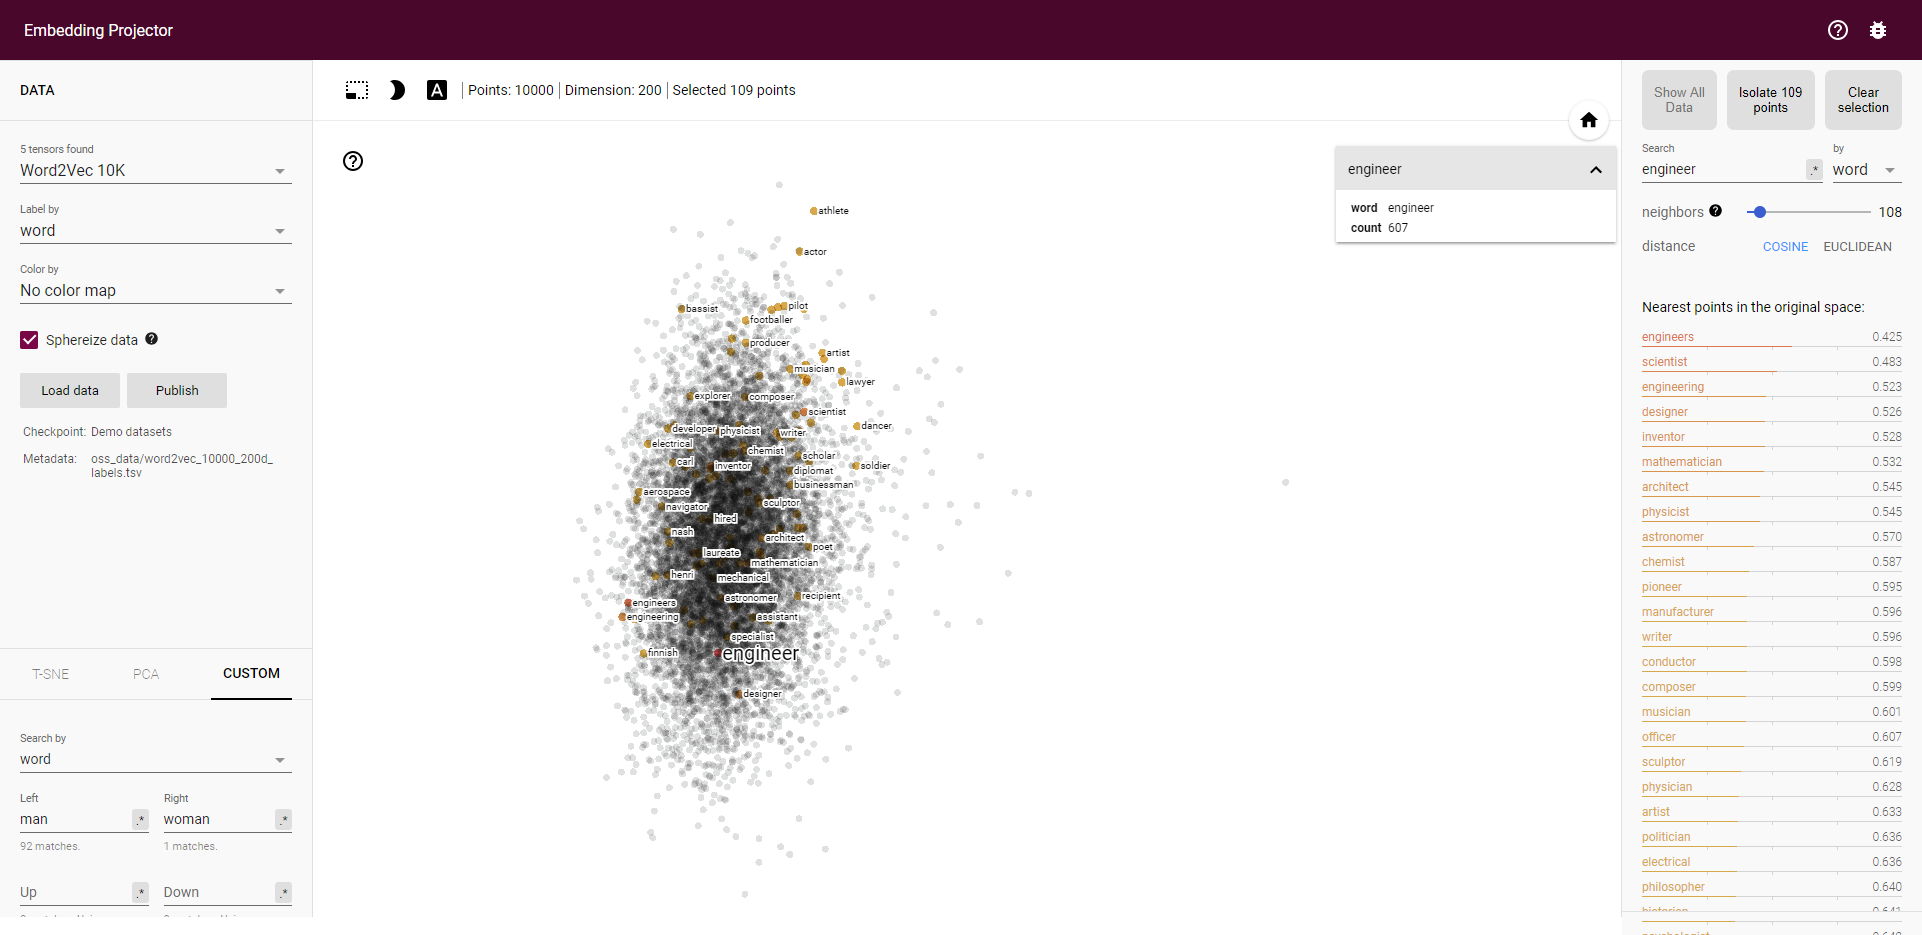 Embedding Projector
DATA
5 tensors found
Word2Vec 10K
Label by
word
Color by
No color map
Sphereize data
Load data
Publish
Checkpoint: Demo datasets
Metadata: oss_data/word2vec_10000_200d_
labels.tsv
T-SNE
PCA
CUSTOM
Search by
word
Left
Right
man .*
woman .*
92 matches.
1 matches.
Up .*
Down .*
A
Points: 10000 | Dimension: 200 | Selected 109 points
engineer
word engineer
count 607
athlete
actor
bassist
pilot
footballer
producer
artist
musician
lawyer
explorer
composer
scientist
dancer
developer
physicist
writer
electrical
chemist
scholar
carl
inventor
diplomat
soldier
businessman
aerospace
navigator
sculptor
hired
nash
architect
poet
laureate
mathematician
henri
mechanical
astronomer
recipient
engineers
engineering
assistant
specialist
finnish
engineer
designer
Show All
Data
Isolate 109
points
Clear
selection
Search
by
engineer .*
word
neighbors
108
distance
COSINE
EUCLIDEAN
Nearest points in the original space:
engineers 0.425
scientist 0.483
engineering 0.523
designer 0.526
inventor 0.528
mathematician 0.532
architect 0.545
physicist 0.545
astronomer 0.570
chemist 0.587
pioneer 0.595
manufacturer 0.596
writer 0.596
conductor 0.598
composer 0.599
musician 0.601
officer 0.607
sculptor 0.619
physician 0.628
artist 0.633
politician 0.636
electrical 0.636
philosopher 0.640
historian 0.641